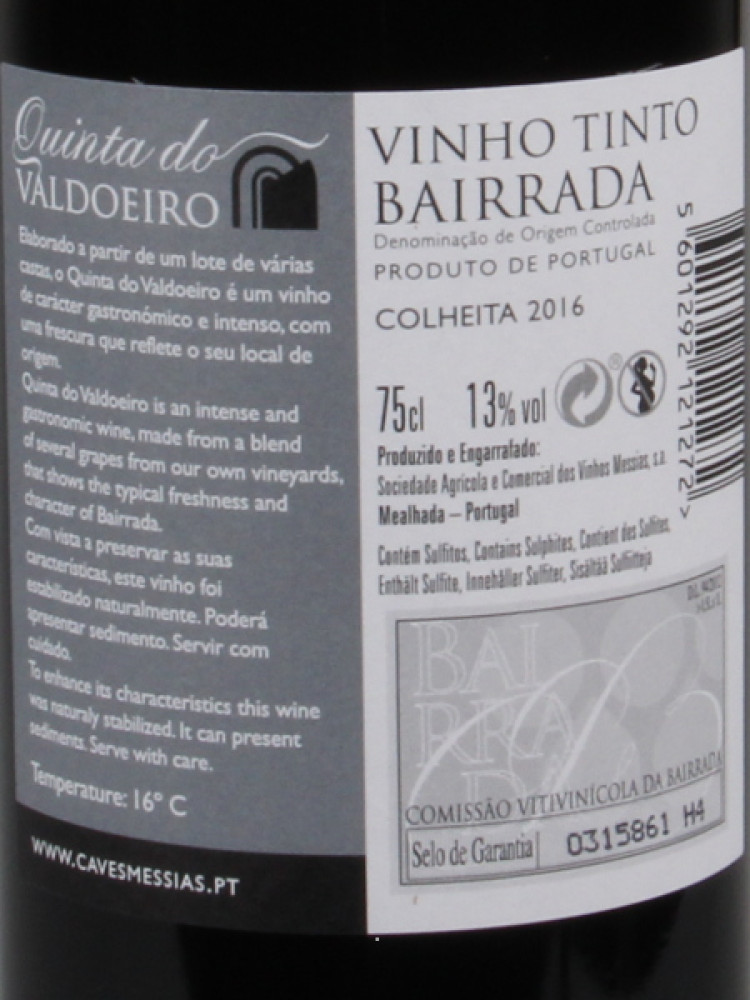 Quinta do
VALDOEIRO
Elaborado a partir de um lote de várias
castas, o Quinta do Valdoeiro é um vinho
de carácter gastronómico e intenso, com
uma frescura que reflete o seu local de
origem.
Quinta do Valdoeiro is an intense and
gastronomic wine, made from a blend
of several grapes from our own vineyards,
that shows the typical freshness and
character of Bairrada.
Com vista a preservar as suas
características, este vinho foi
estabilizado naturalmente. Poderá
apresentar sedimento. Servir com
cuidado.
To enhance its characteristics this wine
was naturaly stabilized. It can present
sediments. Serve with care.
Temperature: 16º C
WWW.CAVESMESSIAS.PT
VINHO TINTO
BAIRRADA
Denominação de Origem Controlada
PRODUTO DE PORTUGAL
COLHEITA 2016
75cl 13% vol
Produzido e Engarrafado:
Sociedade Agrícola e Comercial dos Vinhos Messias, s.a.
Mealhada – Portugal
Contém Sulfitos, Contains Sulphites, Contient des Sulfites,
Enthält Sulfite, Innehåller Sulfiter, Sisältää Sulfiitteja
5 601292 121272 >
BAI
RRA
D
COMISSÃO VITIVINÍCOLA DA BAIRRADA
Selo de Garantia 0315861 H4